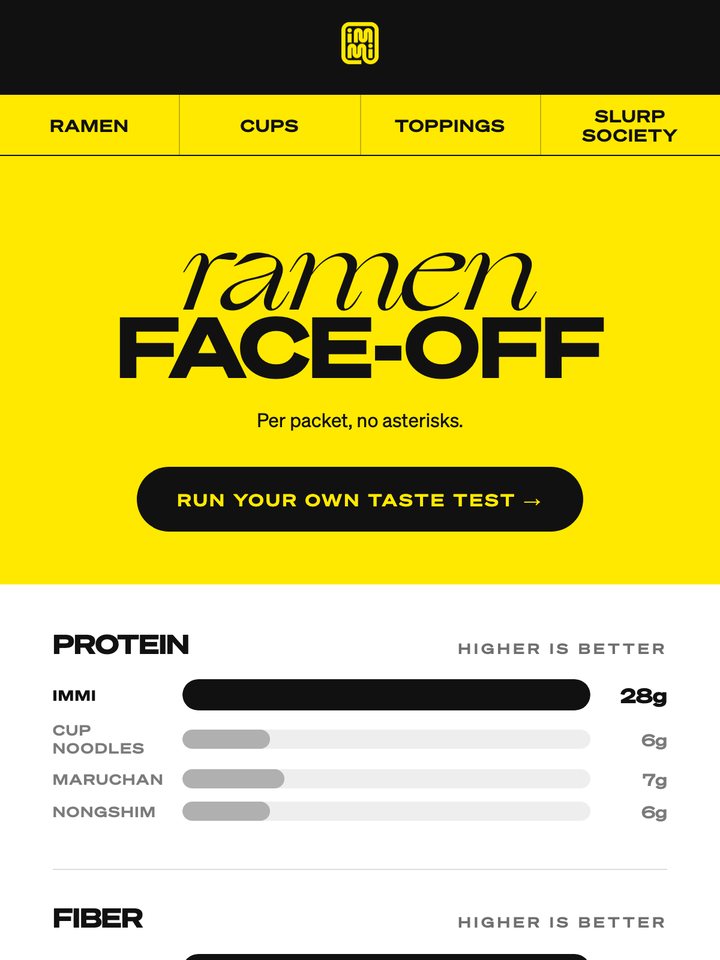 iMMi
RAMEN
CUPS
TOPPINGS
SLURP
SOCIETY
ramen
FACE-OFF
Per packet, no asterisks.
RUN YOUR OWN TASTE TEST →
PROTEIN
HIGHER IS BETTER
IMMI
28g
CUP
NOODLES
6g
MARUCHAN
7g
NONGSHIM
6g
FIBER
HIGHER IS BETTER